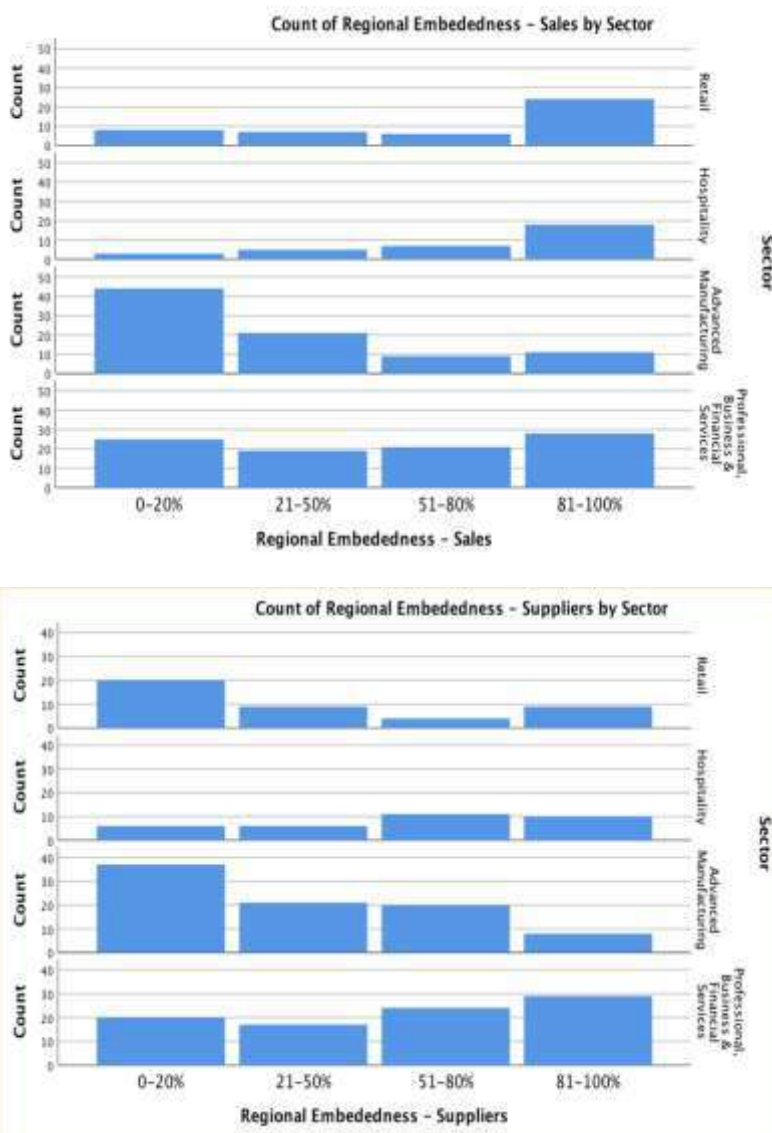 Count of Regional Embededness – Sales by Sector
Count
50
40
30
20
10
0
Retail
Count
50
40
30
20
10
0
Hospitality
Count
50
40
30
20
10
0
Advanced
Manufacturing
Count
50
40
30
20
10
0
Professional,
Business &
Financial
Services
Sector
0–20% 21–50% 51–80% 81–100%
Regional Embededness – Sales
Count of Regional Embededness – Suppliers by Sector
Count
40
30
20
10
0
Retail
Count
40
30
20
10
0
Hospitality
Count
40
30
20
10
0
Advanced
Manufacturing
Count
40
30
20
10
0
Professional,
Business &
Financial
Services
Sector
0–20% 21–50% 51–80% 81–100%
Regional Embededness – Suppliers